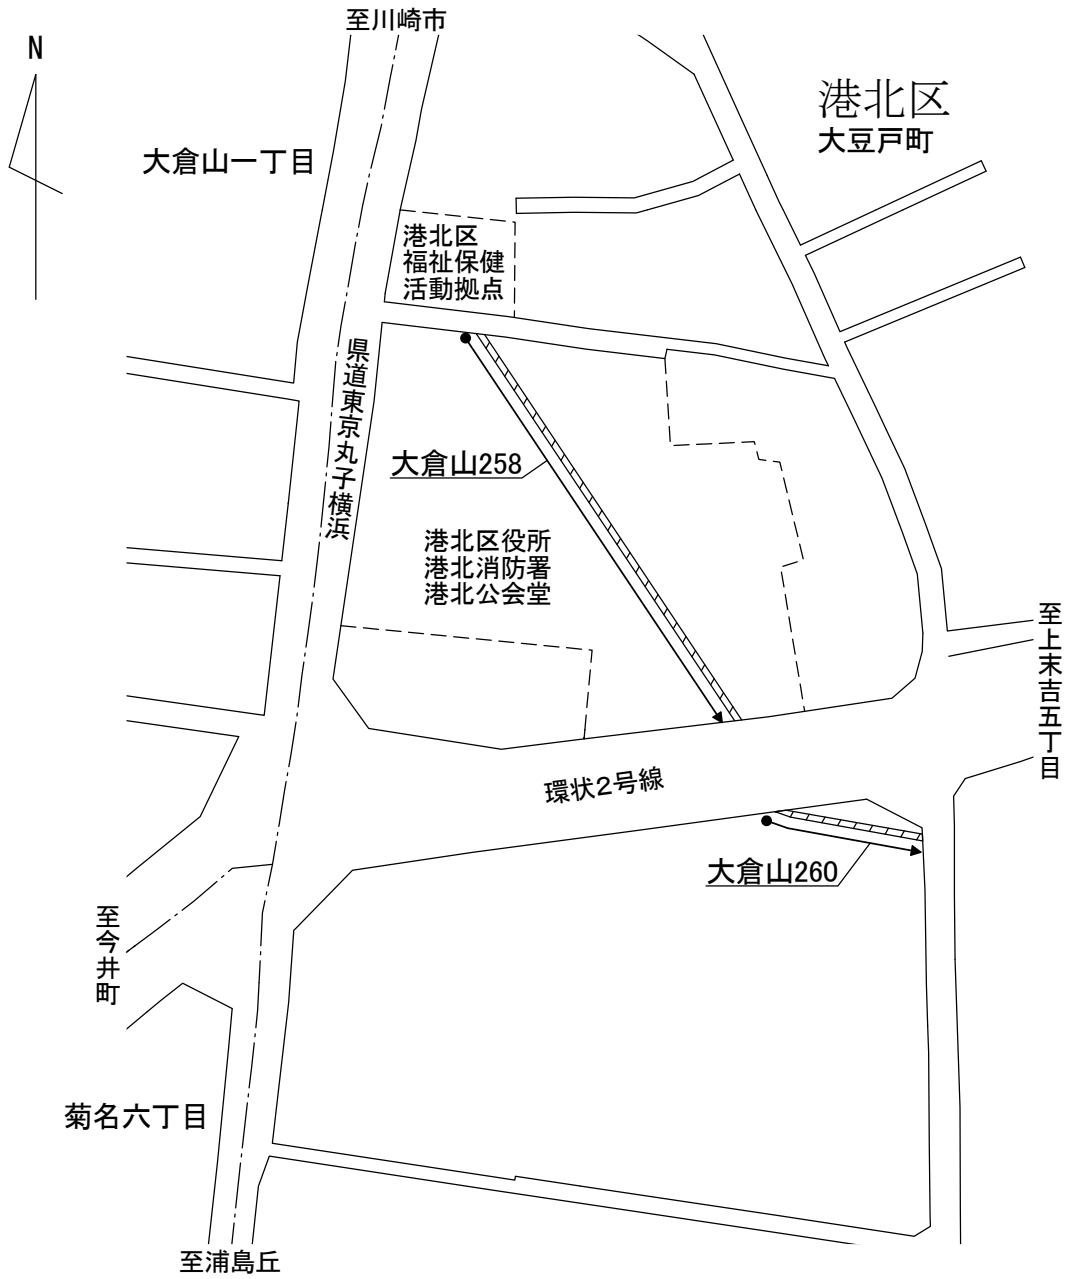 至川崎市
N
港北区
大豆戸町
大倉山一丁目
港北区
福祉保健
活動拠点
県道東京丸子横浜
大倉山258
港北区役所
港北消防署
港北公会堂
至上末吉五丁目
環状2号線
大倉山260
至今井町
菊名六丁目
至浦島丘